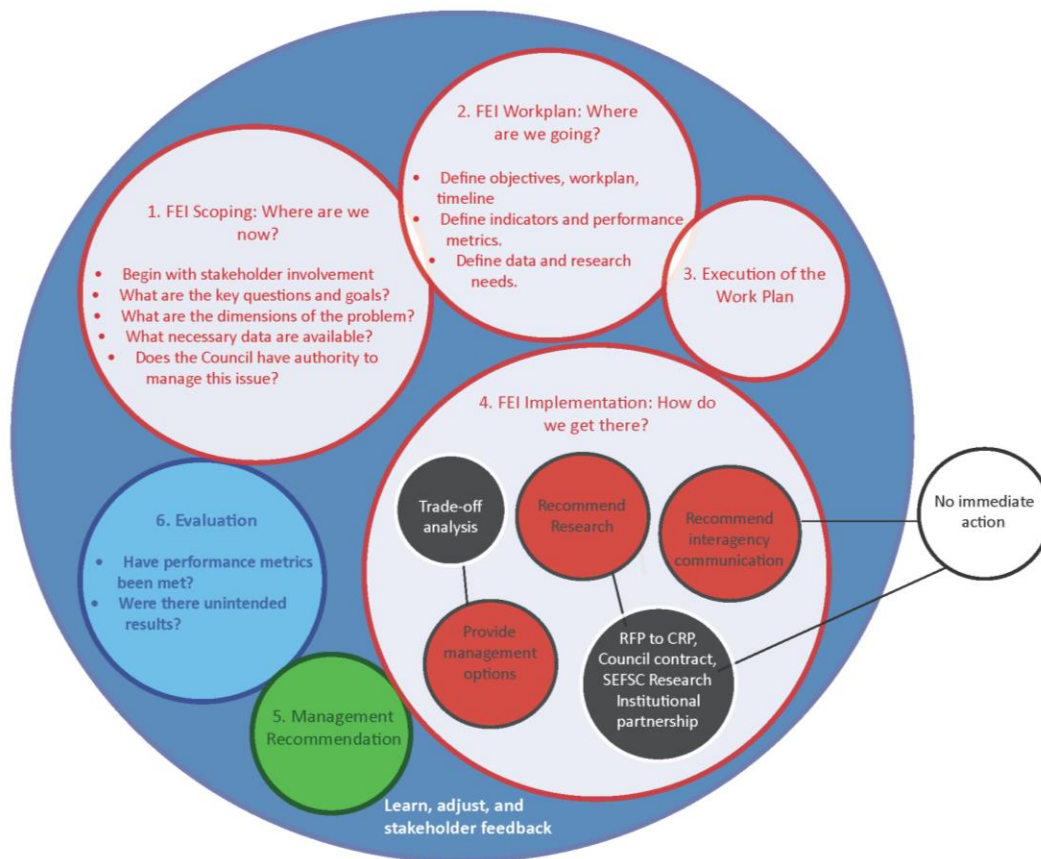 1. FEI Scoping: Where are we
now?
• Begin with stakeholder involvement
• What are the key questions and goals?
• What are the dimensions of the problem?
• What necessary data are available?
• Does the Council have authority to
manage this issue?
2. FEI Workplan: Where
are we going?
• Define objectives, workplan,
timeline
• Define indicators and performance
metrics.
• Define data and research
needs.
3. Execution of the
Work Plan
4. FEI Implementation: How do
we get there?
Trade-off
analysis
Recommend
Research
Recommend
interagency
communication
No immediate
action
Provide
management
options
RFP to CRP,
Council contract,
SEFSC Research
Institutional
partnership
5. Management
Recommendation
6. Evaluation
• Have performance metrics
been met?
• Were there unintended
results?
Learn, adjust, and
stakeholder feedback